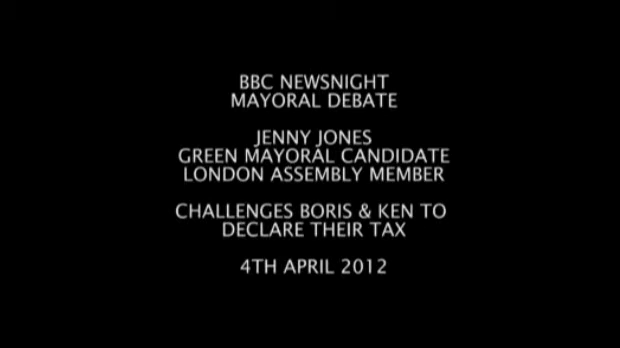 BBC NEWSNIGHT
MAYORAL DEBATE
JENNY JONES
GREEN MAYORAL CANDIDATE
LONDON ASSEMBLY MEMBER
CHALLENGES BORIS & KEN TO
DECLARE THEIR TAX
4TH APRIL 2012